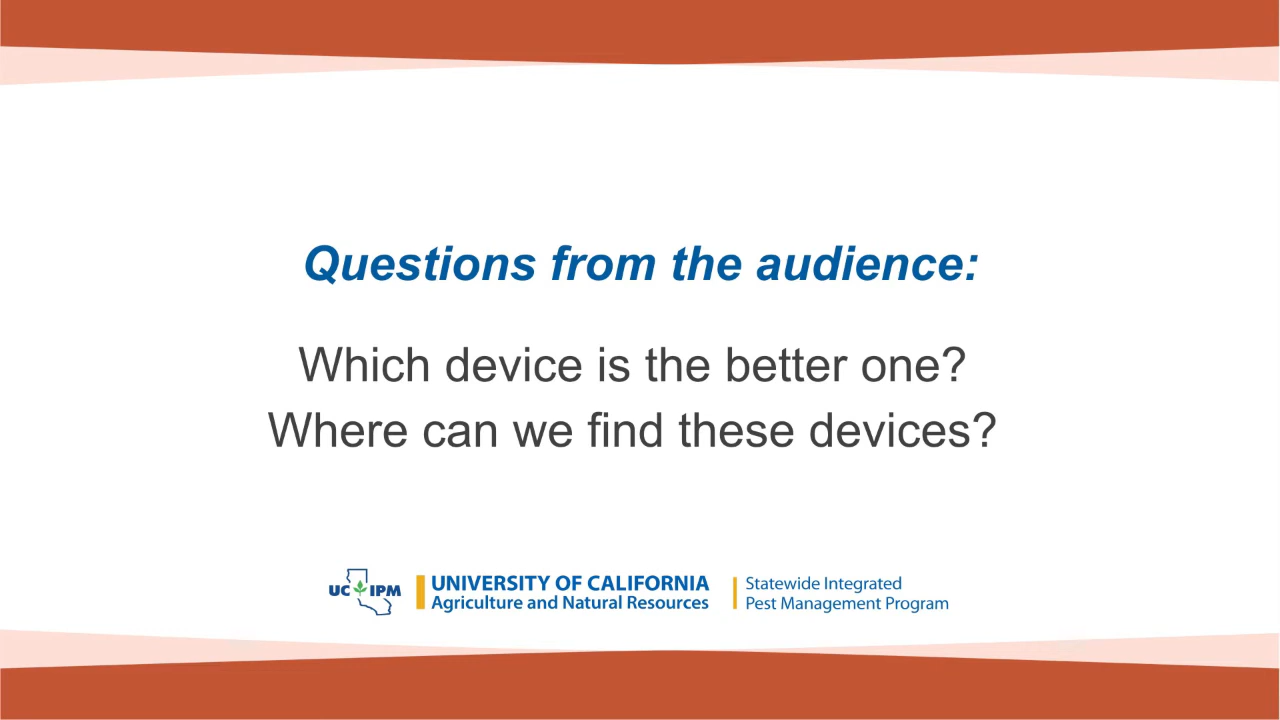 Questions from the audience:
Which device is the better one?
Where can we find these devices?
UC IPM
UNIVERSITY OF CALIFORNIA
Agriculture and Natural Resources
Statewide Integrated
Pest Management Program